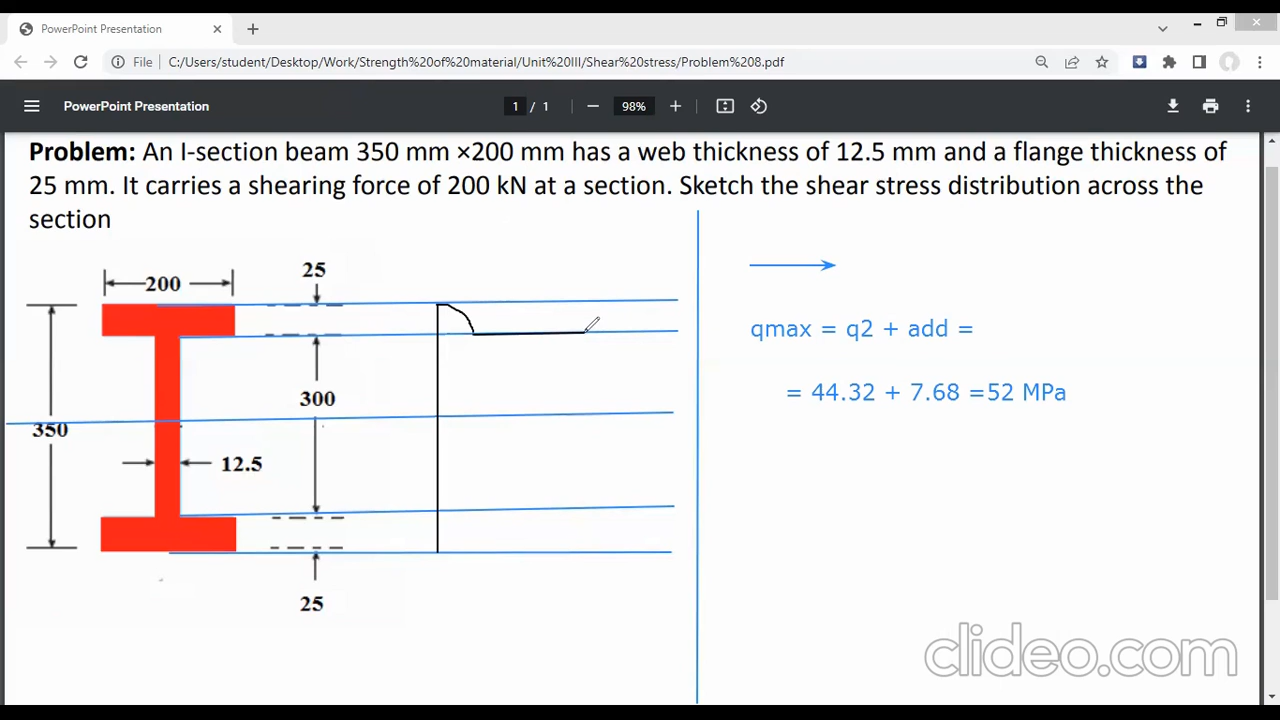 PowerPoint Presentation
File C:/Users/student/Desktop/Work/Strength%20of%20material/Unit%20III/Shear%20stress/Problem%208.pdf
PowerPoint Presentation 1 / 1 98%
Problem: An I-section beam 350 mm ×200 mm has a web thickness of 12.5 mm and a flange thickness of
25 mm. It carries a shearing force of 200 kN at a section. Sketch the shear stress distribution across the
section
25
200
qmax = q2 + add =
= 44.32 + 7.68 =52 MPa
300
350
12.5
25
clideo.com